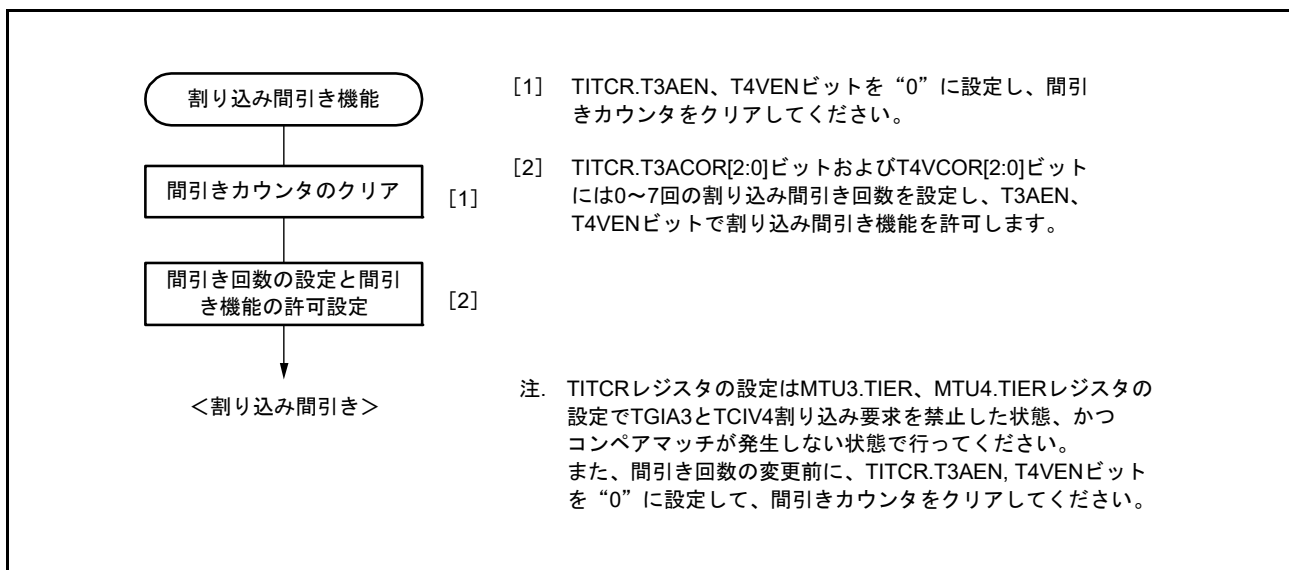 割り込み間引き機能
間引きカウンタのクリア
[1]
間引き回数の設定と間引
き機能の許可設定
[2]
＜割り込み間引き＞
[1] TITCR.T3AEN、T4VENビットを“0”に設定し、間引
きカウンタをクリアしてください。
[2] TITCR.T3ACOR[2:0]ビットおよびT4VCOR[2:0]ビット
には0～7回の割り込み間引き回数を設定し、T3AEN、
T4VENビットで割り込み間引き機能を許可します。
注. TITCRレジスタの設定はMTU3.TIER、MTU4.TIERレジスタの
設定でTGIA3とTCIV4割り込み要求を禁止した状態、かつ
コンペアマッチが発生しない状態で行ってください。
また、間引き回数の変更前に、TITCR.T3AEN, T4VENビット
を“0”に設定して、間引きカウンタをクリアしてください。